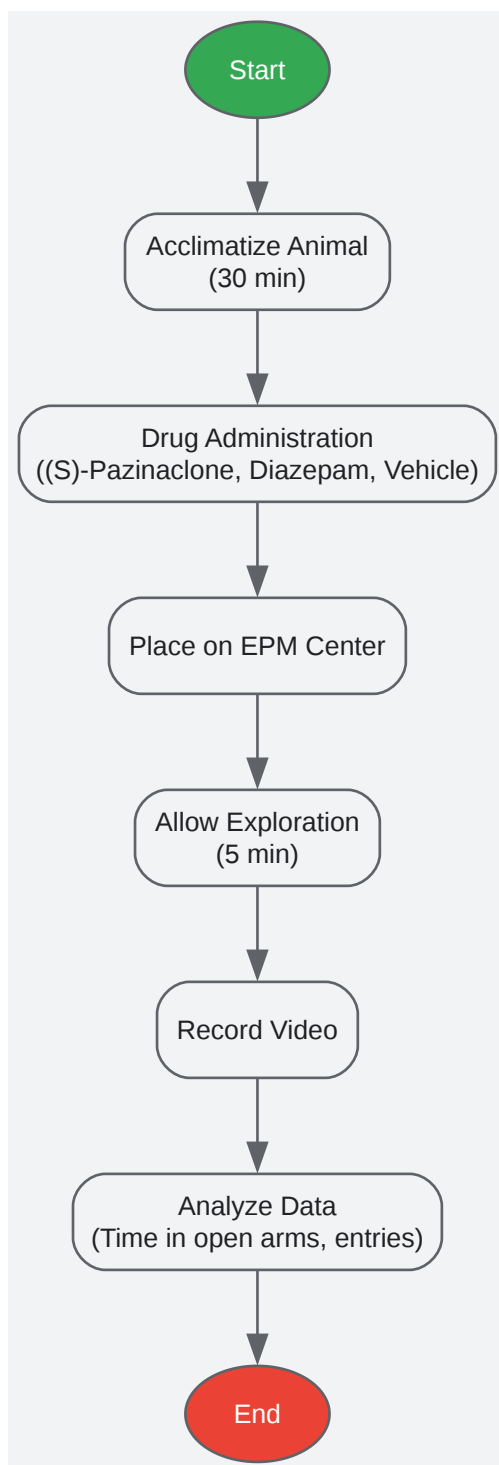 Start
Acclimatize Animal
(30 min)
Drug Administration
((S)-Pazinaclone, Diazepam, Vehicle)
Place on EPM Center
Allow Exploration
(5 min)
Record Video
Analyze Data
(Time in open arms, entries)
End